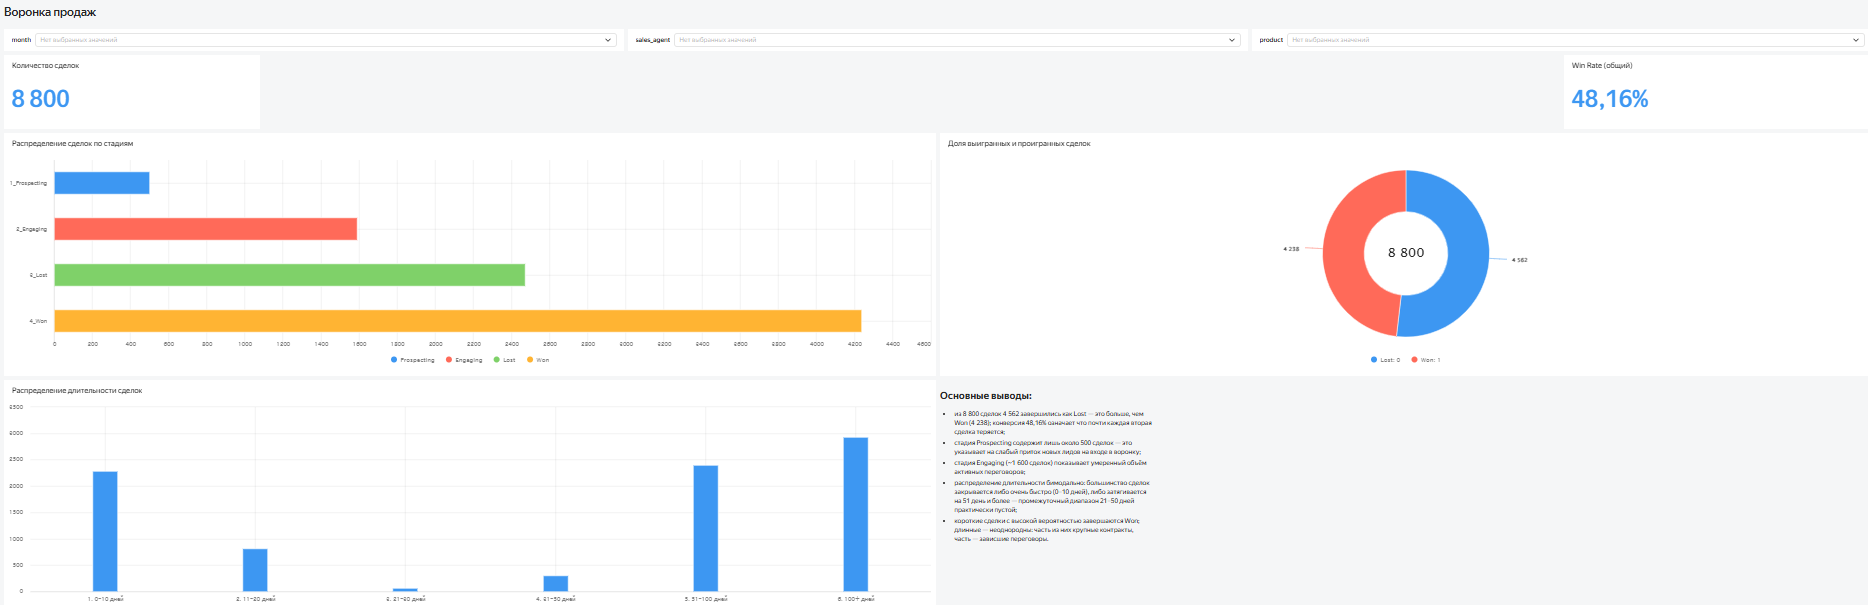 Воронка продаж
month Нет выбранных значений
sales_agent Нет выбранных значений
product Нет выбранных значений
Количество сделок
8 800
Win Rate (общий)
48,16%
Распределение сделок по стадиям
1_Prospecting
2_Engaging
3_Lost
4_Won
0 200 400 600 800 1000 1200 1400 1600 1800 2000 2200 2400 2600 2800 3000 3200 3400 3600 3800 4000 4200 4400 4600
Prospecting Engaging Lost Won
Доля выигранных и проигранных сделок
4 238
8 800
4 562
Lost: 0 Won: 1
Распределение длительности сделок
3500
3000
2500
2000
1500
1000
500
0
1. 0-10 дней 2. 11-20 дней 3. 21-30 дней 4. 31-50 дней 5. 51-100 дней 6. 100+ дней
Основные выводы:
из 8 800 сделок 4 562 завершились как Lost — это больше, чем
Won (4 238); конверсия 48,16% означает что почти каждая вторая
сделка теряется;
стадия Prospecting содержит лишь около 500 сделок — это
указывает на слабый приток новых лидов на входе в воронку;
стадия Engaging (~1 600 сделок) показывает умеренный объём
активных переговоров;
распределение длительности бимодально: большинство сделок
закрывается либо очень быстро (0–10 дней), либо затягивается
на 51 день и более — промежуточный диапазон 21–50 дней
практически пустой;
короткие сделки с высокой вероятностью завершаются Won;
длинные — неоднородны: часть из них крупные контракты,
часть — зависшие переговоры.